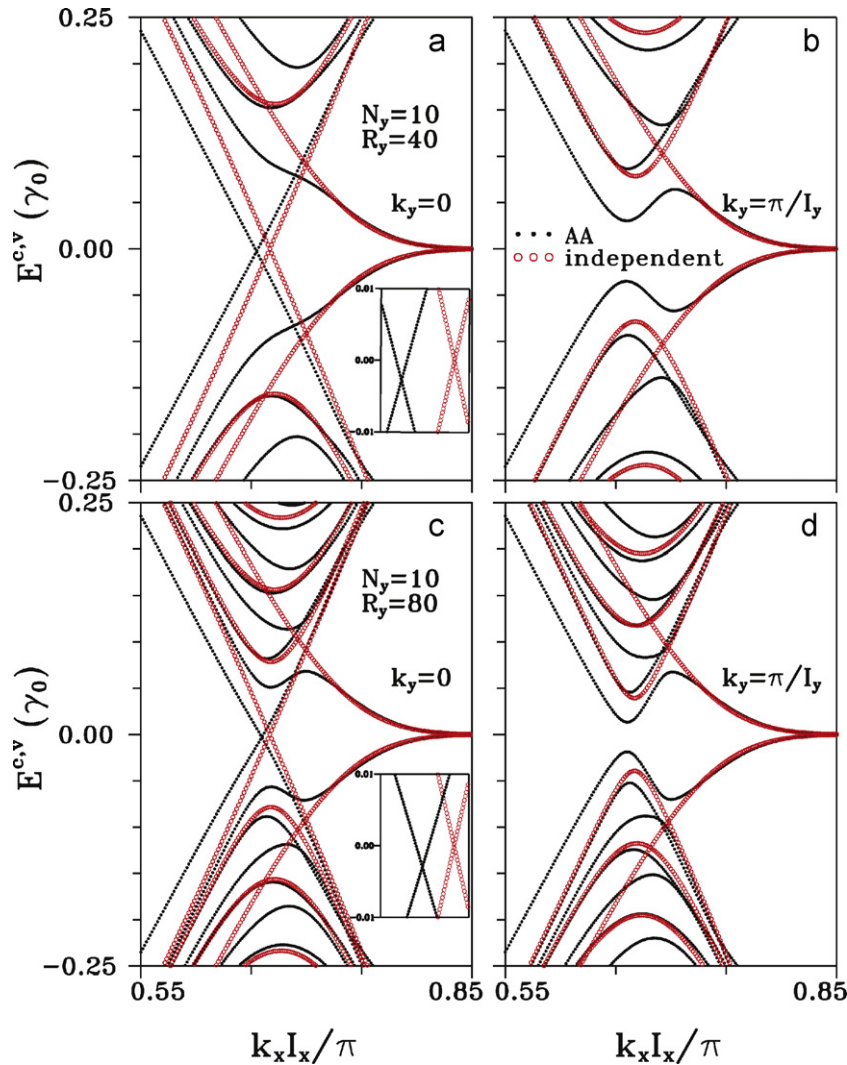 0.25
a
b
N_y=10
R_y=40
k_y=0
k_y=π/I_y
AA
independent
0.00
E^{c,v} (γ_0)
0.01
0.00
-0.01
-0.25
0.25
c
d
N_y=10
R_y=80
k_y=0
k_y=π/I_y
0.00
E^{c,v} (γ_0)
0.01
0.00
-0.01
-0.25
0.55
0.85
0.55
0.85
k_xI_x/π
k_xI_x/π